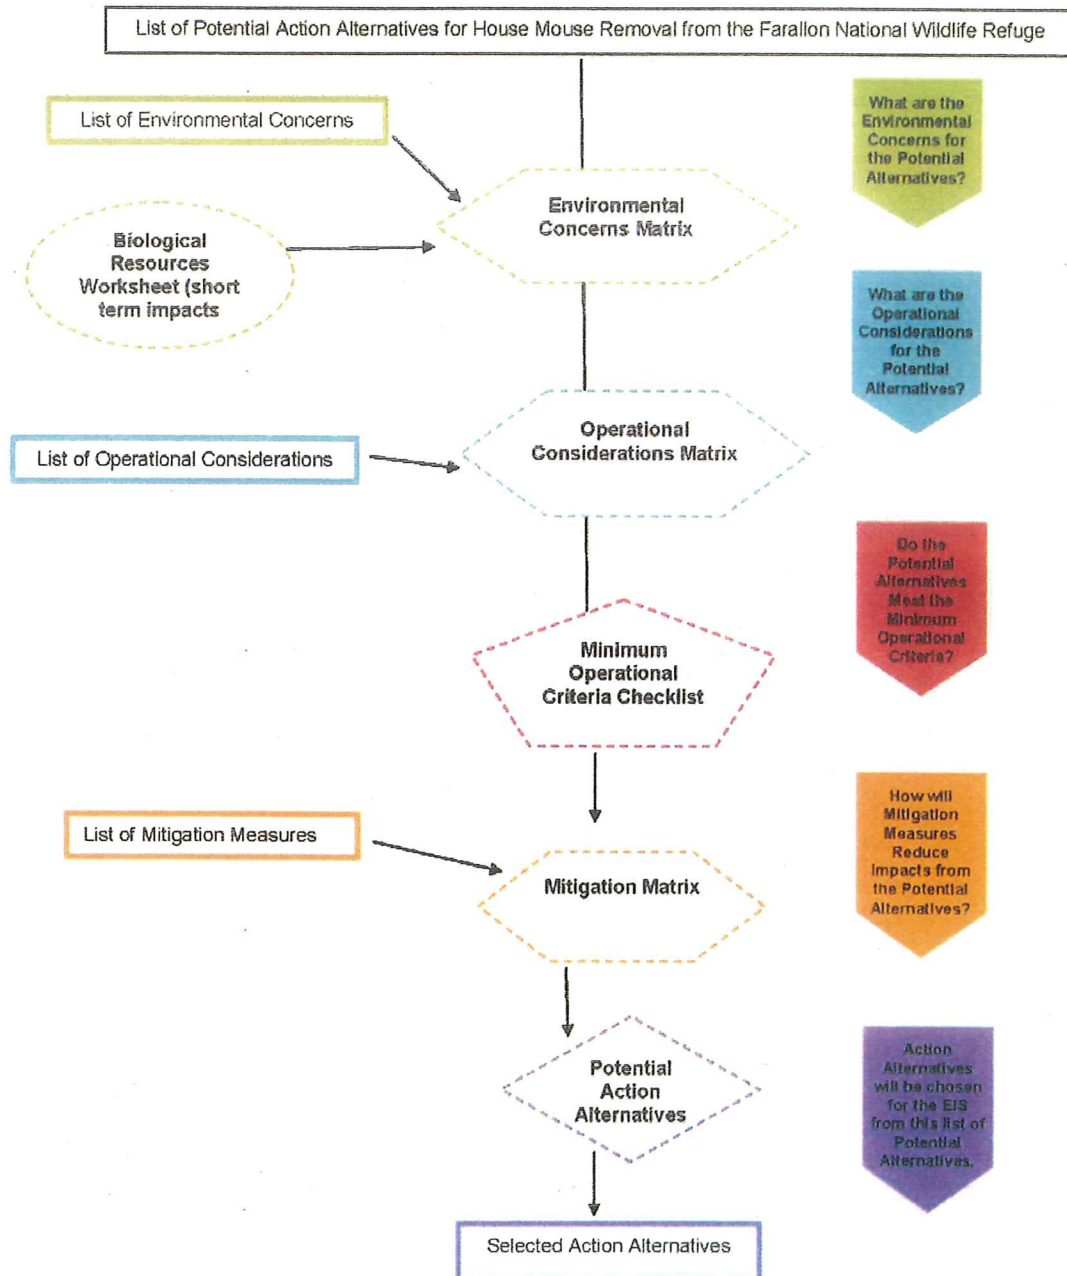 List of Potential Action Alternatives for House Mouse Removal from the Farallon National Wildlife Refuge
List of Environmental Concerns
What are the
Environmental
Concerns for
the Potential
Alternatives?
Environmental
Concerns Matrix
Biological
Resources
Worksheet (short
term impacts
What are the
Operational
Considerations
for the
Potential
Alternatives?
Operational
Considerations Matrix
List of Operational Considerations
Do the
Potential
Alternatives
Meet the
Minimum
Operational
Criteria?
Minimum
Operational
Criteria Checklist
How will
Mitigation
Measures
Reduce
Impacts from
the Potential
Alternatives?
List of Mitigation Measures
Mitigation Matrix
Action
Alternatives
will be chosen
for the EIS
from this list of
Potential
Alternatives.
Potential
Action
Alternatives
Selected Action Alternatives